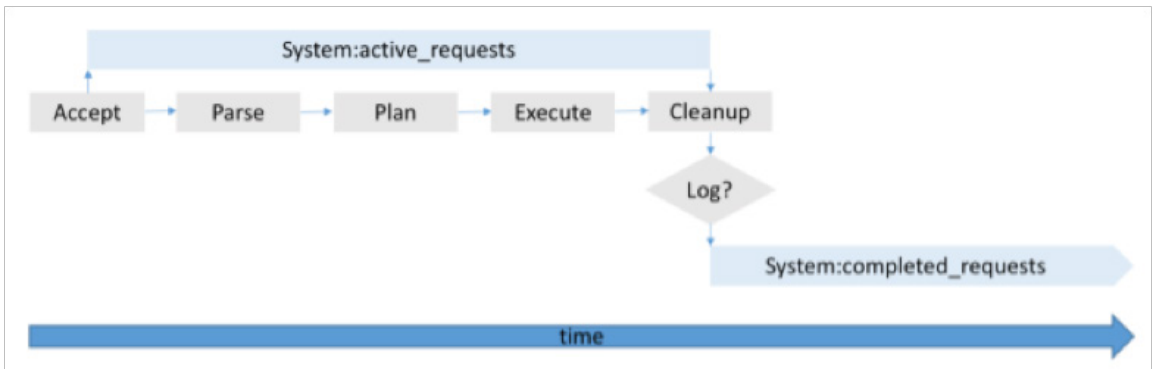 System:active_requests
Accept
Parse
Plan
Execute
Cleanup
Log?
System:completed_requests
time